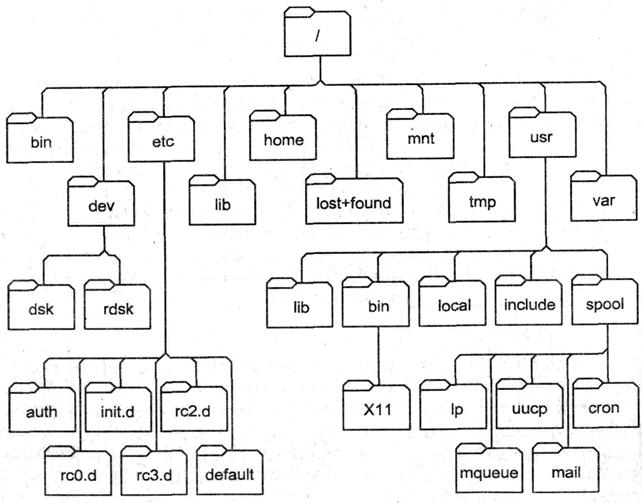 /
bin
etc
home
mnt
usr
dev
lib
lost+found
tmp
var
dsk
rdsk
lib
bin
local
include
spool
auth
init.d
rc2.d
X11
lp
uucp
cron
rc0.d
rc3.d
default
mqueue
mail